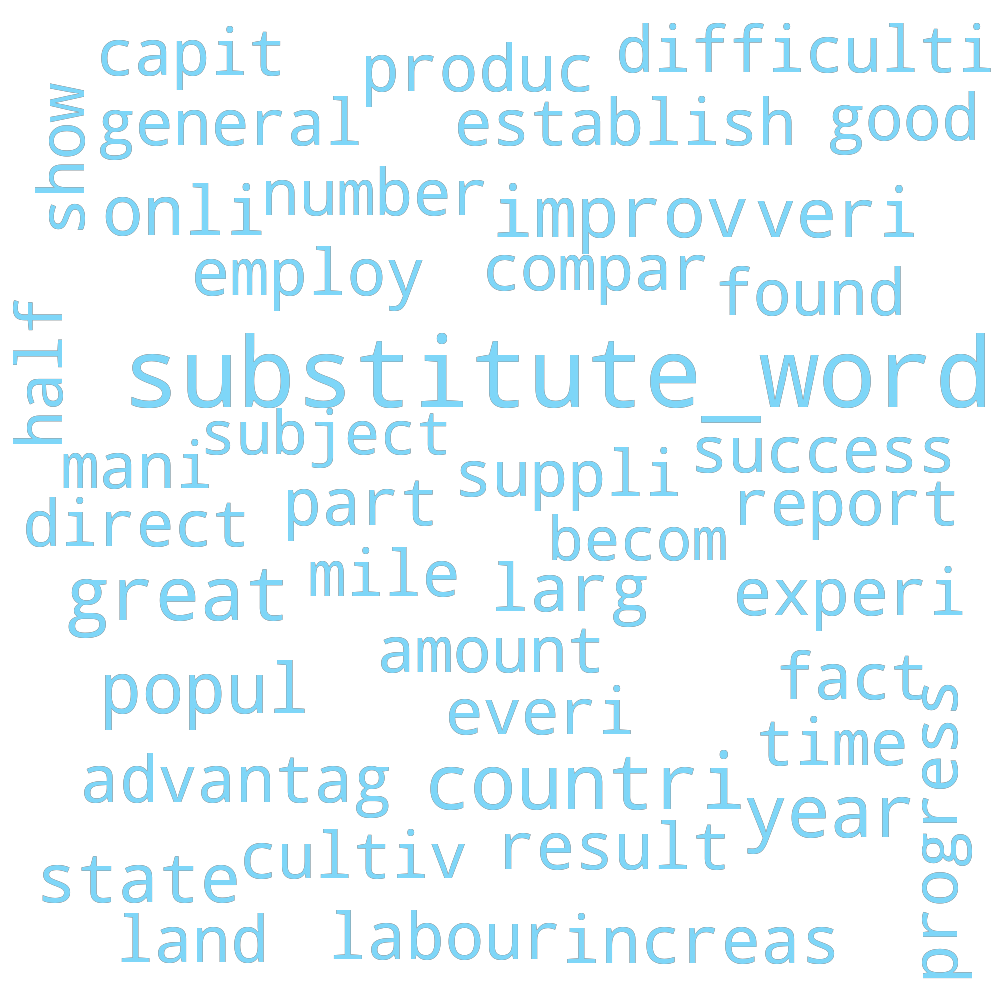 capit produc difficulti
show general establish good
onli number improv veri
employ compar found
half substitute_word
mani subject suppli success
direct part becom report
great mile larg experi
amount fact
popul everi time
advantag countri year progress
state cultiv result
land labour increas